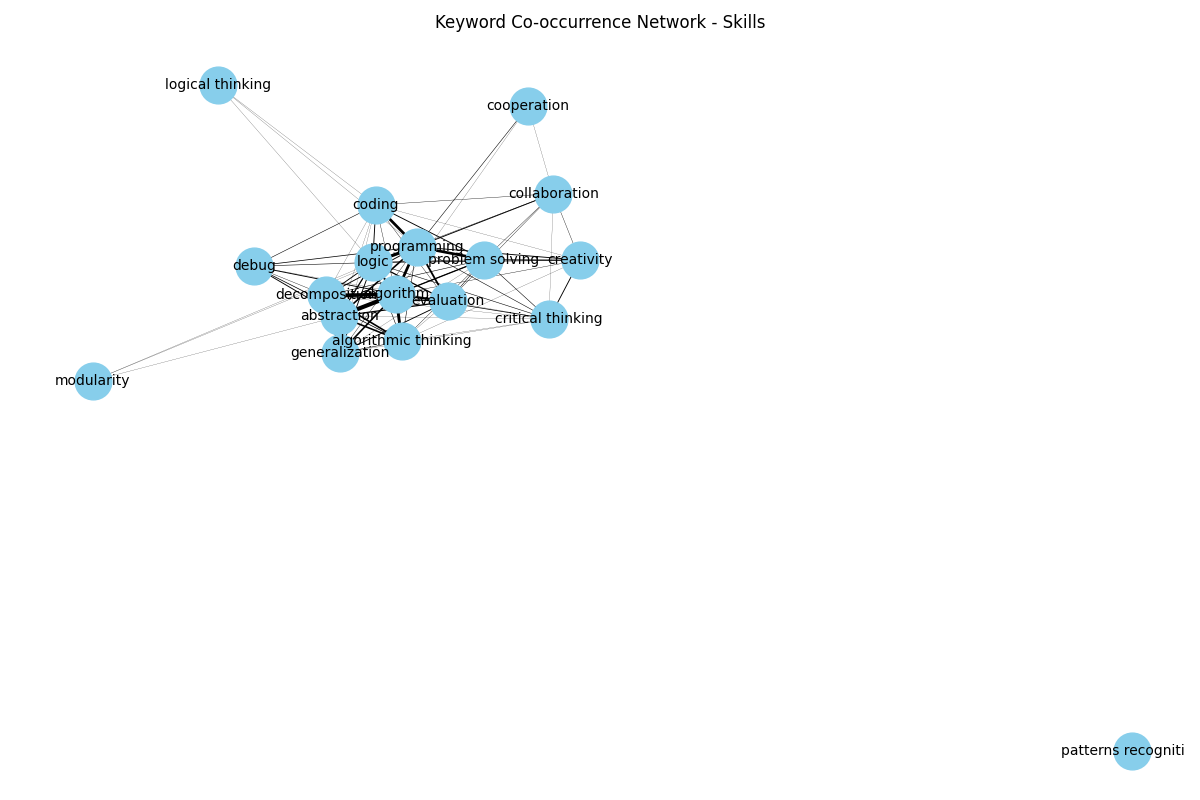 Keyword Co-occurrence Network - Skills
logical thinking
cooperation
collaboration
coding
programming
logic
problem solving
creativity
debug
algorithm
evaluation
abstraction
critical thinking
algorithmic thinking
generalization
modularity
patterns recogniti